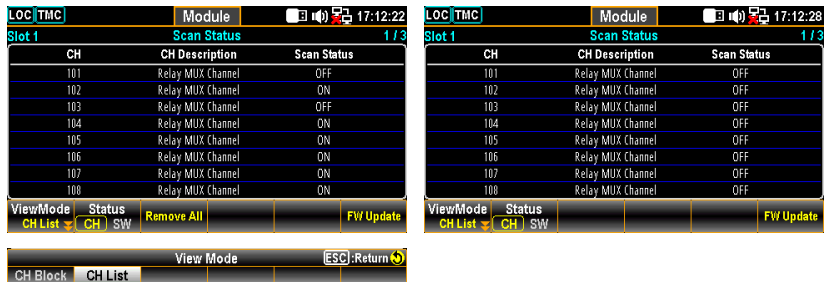 LOC TMC Module 17:12:22
Slot 1 Scan Status 1 / 3
CH CH Description Scan Status
101 Relay MUX Channel OFF
102 Relay MUX Channel ON
103 Relay MUX Channel OFF
104 Relay MUX Channel ON
105 Relay MUX Channel ON
106 Relay MUX Channel ON
107 Relay MUX Channel ON
108 Relay MUX Channel ON
ViewMode Status
CH List CH SW Remove All FW Update
View Mode ESC :Return
CH Block CH List
LOC TMC Module 17:12:28
Slot 1 Scan Status 1 / 3
CH CH Description Scan Status
101 Relay MUX Channel OFF
102 Relay MUX Channel OFF
103 Relay MUX Channel OFF
104 Relay MUX Channel OFF
105 Relay MUX Channel OFF
106 Relay MUX Channel OFF
107 Relay MUX Channel OFF
108 Relay MUX Channel OFF
ViewMode Status
CH List CH SW FW Update